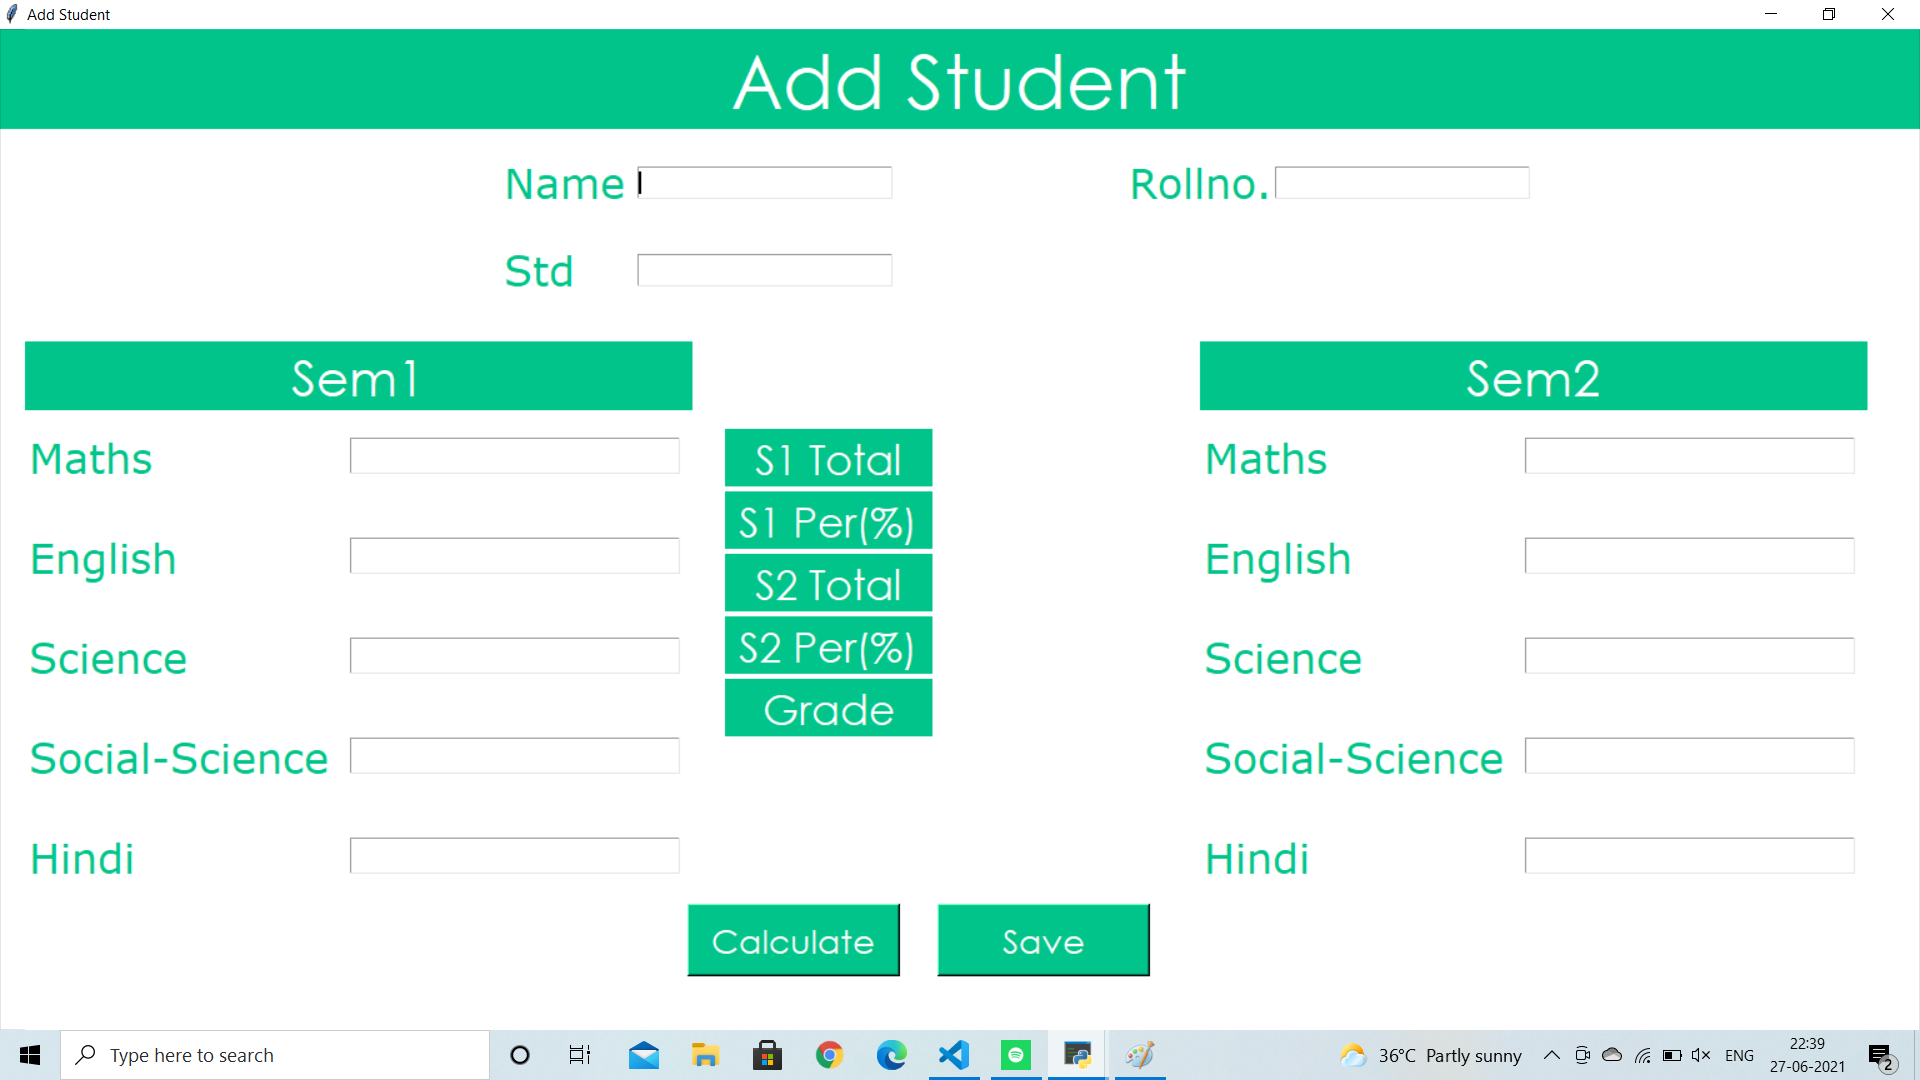 Add Student
Add Student
Name
Rollno.
Std
Sem1
Sem2
Maths
English
Science
Social-Science
Hindi
S1 Total
S1 Per(%)
S2 Total
S2 Per(%)
Grade
Maths
English
Science
Social-Science
Hindi
Calculate
Save
Type here to search
36°C Partly sunny
ENG
22:39
27-06-2021
2